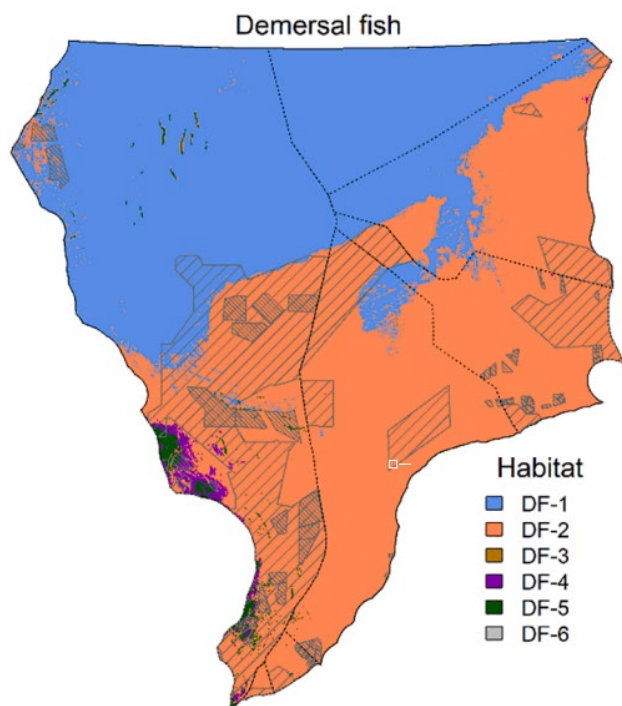 Demersal fish
Habitat
DF-1
DF-2
DF-3
DF-4
DF-5
DF-6